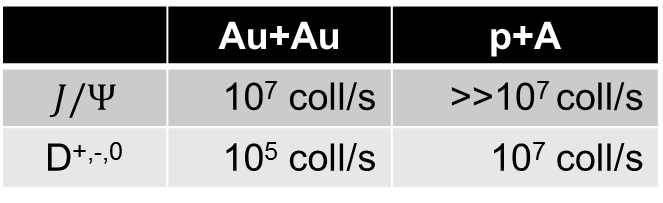 Au+Au p+A
J/Ψ 10⁷ coll/s >>10⁷ coll/s
D⁺,⁻,⁰ 10⁵ coll/s 10⁷ coll/s